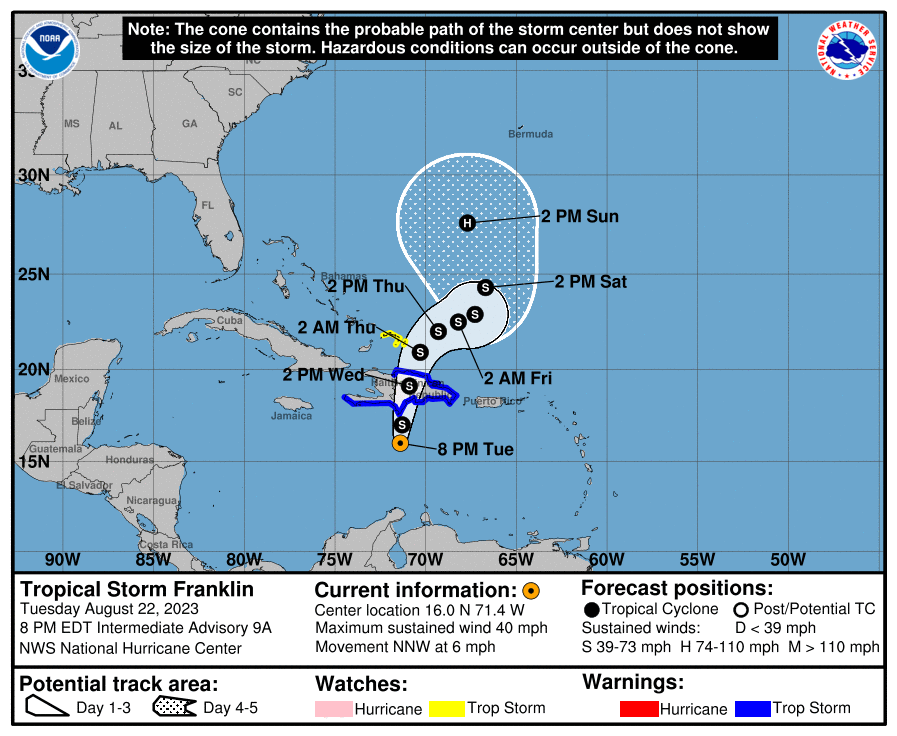 Note: The cone contains the probable path of the storm center but does not show
the size of the storm. Hazardous conditions can occur outside of the cone.
NOAA
NATIONAL WEATHER SERVICE
35
NC
SC
MS
AL
GA
Bermuda
30N
FL
2 PM Sun
25N
Bahamas
2 PM Thu
2 PM Sat
Cuba
2 AM Thu
20N
2 PM Wed
2 AM Fri
Mexico
Haiti
Puerto Rico
Jamaica
Belize
8 PM Tue
Guatemala
15N
Honduras
El Salvador
Nicaragua
Costa Rica
H
S
S
S
S
S
S
S
90W 85W 80W 75W 70W 65W 60W 55W 50W
Tropical Storm Franklin
Tuesday August 22, 2023
8 PM EDT Intermediate Advisory 9A
NWS National Hurricane Center
Current information:
Center location 16.0 N 71.4 W
Maximum sustained wind 40 mph
Movement NNW at 6 mph
Forecast positions:
Tropical Cyclone Post/Potential TC
Sustained winds: D < 39 mph
S 39-73 mph H 74-110 mph M > 110 mph
Potential track area:
Day 1-3 Day 4-5
Watches:
Hurricane Trop Storm
Warnings:
Hurricane Trop Storm